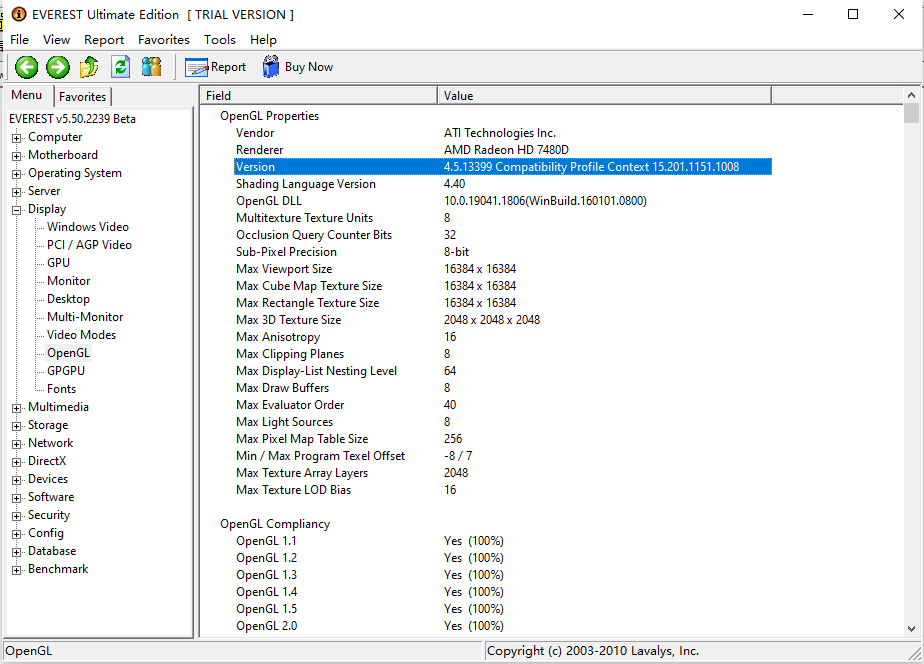 EVEREST Ultimate Edition [ TRIAL VERSION ]
File View Report Favorites Tools Help
Report Buy Now
Menu Favorites
Field Value
EVEREST v5.50.2239 Beta
Computer
Motherboard
Operating System
Server
Display
Windows Video
PCI / AGP Video
GPU
Monitor
Desktop
Multi-Monitor
Video Modes
OpenGL
GPGPU
Fonts
Multimedia
Storage
Network
DirectX
Devices
Software
Security
Config
Database
Benchmark
OpenGL Properties
Vendor ATI Technologies Inc.
Renderer AMD Radeon HD 7480D
Version 4.5.13399 Compatibility Profile Context 15.201.1151.1008
Shading Language Version 4.40
OpenGL DLL 10.0.19041.1806(WinBuild.160101.0800)
Multitexture Texture Units 8
Occlusion Query Counter Bits 32
Sub-Pixel Precision 8-bit
Max Viewport Size 16384 x 16384
Max Cube Map Texture Size 16384 x 16384
Max Rectangle Texture Size 16384 x 16384
Max 3D Texture Size 2048 x 2048 x 2048
Max Anisotropy 16
Max Clipping Planes 8
Max Display-List Nesting Level 64
Max Draw Buffers 8
Max Evaluator Order 40
Max Light Sources 8
Max Pixel Map Table Size 256
Min / Max Program Texel Offset -8 / 7
Max Texture Array Layers 2048
Max Texture LOD Bias 16
OpenGL Compliancy
OpenGL 1.1 Yes (100%)
OpenGL 1.2 Yes (100%)
OpenGL 1.3 Yes (100%)
OpenGL 1.4 Yes (100%)
OpenGL 1.5 Yes (100%)
OpenGL 2.0 Yes (100%)
OpenGL Copyright (c) 2003-2010 Lavalys, Inc.